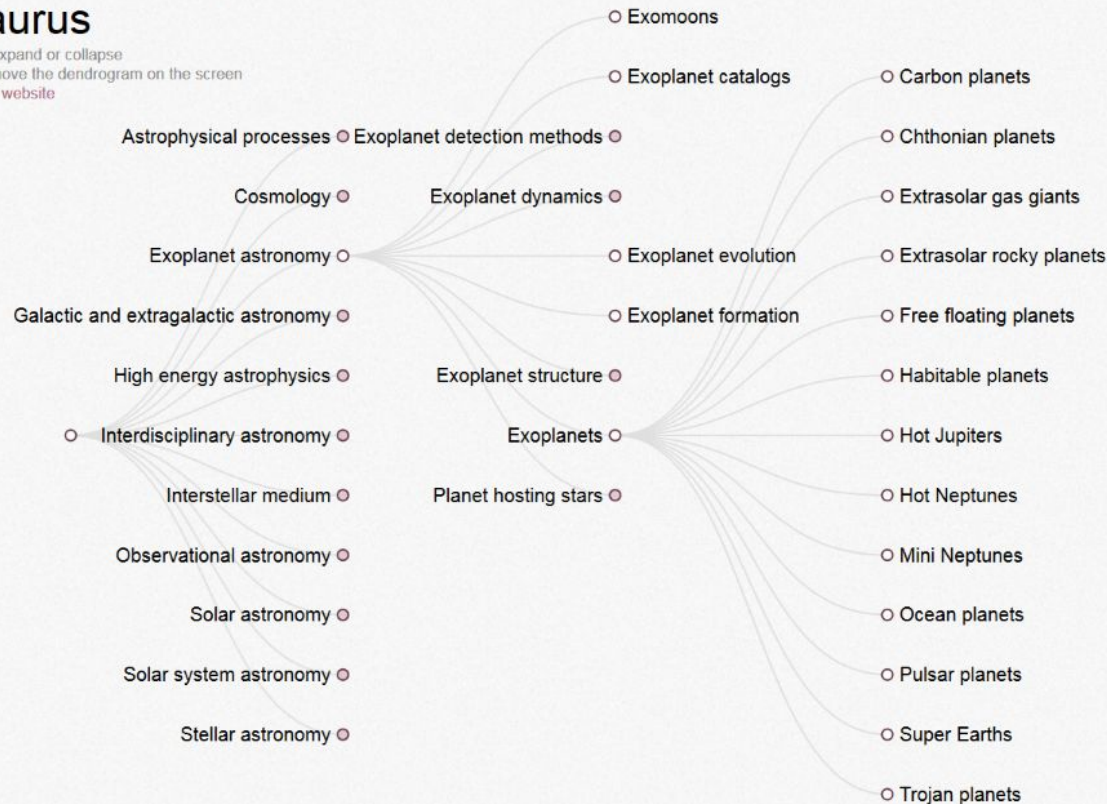 aurus
xpand or collapse
ove the dendrogram on the screen
website
Astrophysical processes
Cosmology
Exoplanet astronomy
Galactic and extragalactic astronomy
High energy astrophysics
Interdisciplinary astronomy
Interstellar medium
Observational astronomy
Solar astronomy
Solar system astronomy
Stellar astronomy
Exomoons
Exoplanet catalogs
Exoplanet detection methods
Exoplanet dynamics
Exoplanet evolution
Exoplanet formation
Exoplanet structure
Exoplanets
Planet hosting stars
Carbon planets
Chthonian planets
Extrasolar gas giants
Extrasolar rocky planets
Free floating planets
Habitable planets
Hot Jupiters
Hot Neptunes
Mini Neptunes
Ocean planets
Pulsar planets
Super Earths
Trojan planets